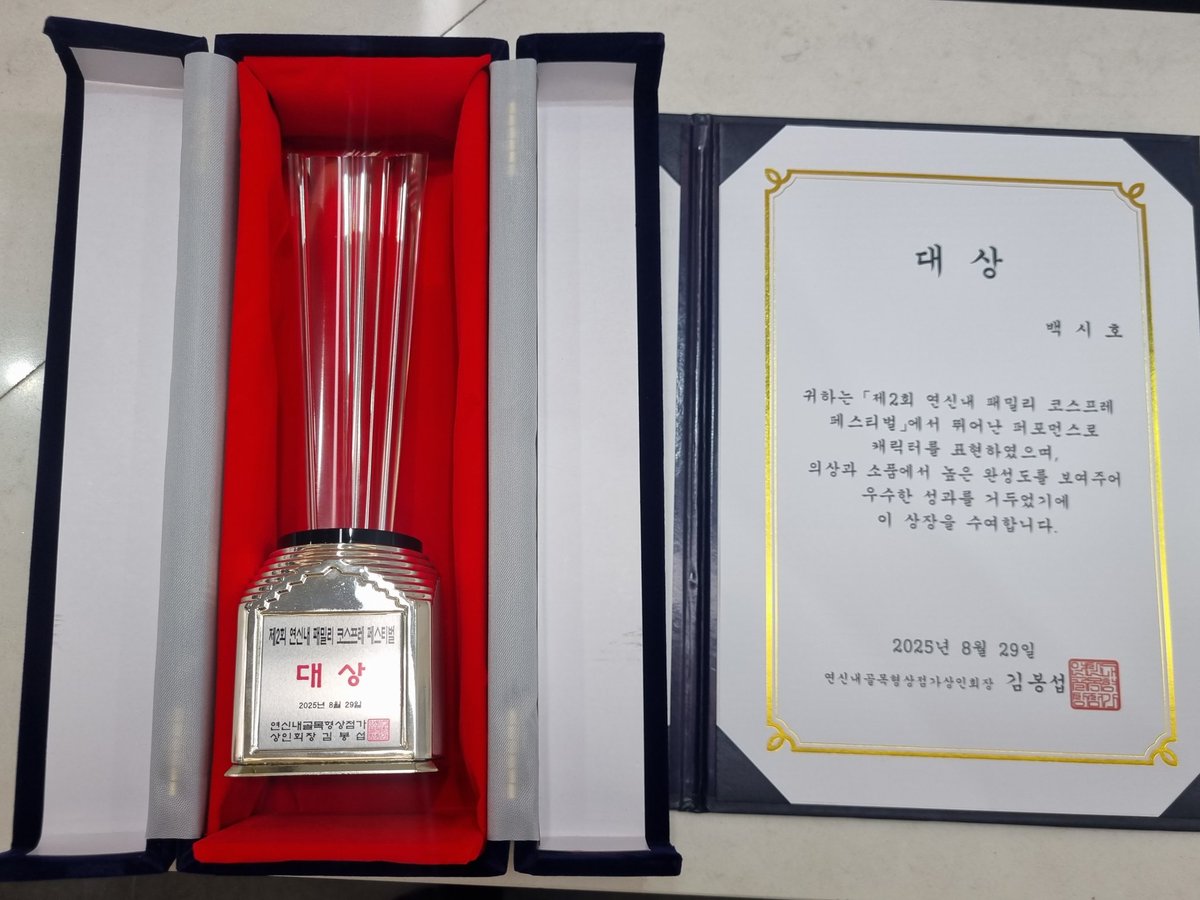 제2회 연신내 패밀리 코스프레 페스티벌
대상
2025년 8월 29일
연신내골목형상점가
상인회장 김봉섭
대 상
백 시 호
귀하는 「제2회 연신내 패밀리 코스프레
페스티벌」에서 뛰어난 퍼포먼스로
캐릭터를 표현하였으며,
의상과 소품에서 높은 완성도를 보여주어
우수한 성과를 거두었기에
이 상장을 수여합니다.
2025년 8월 29일
연신내골목형상점가상인회장 김봉섭